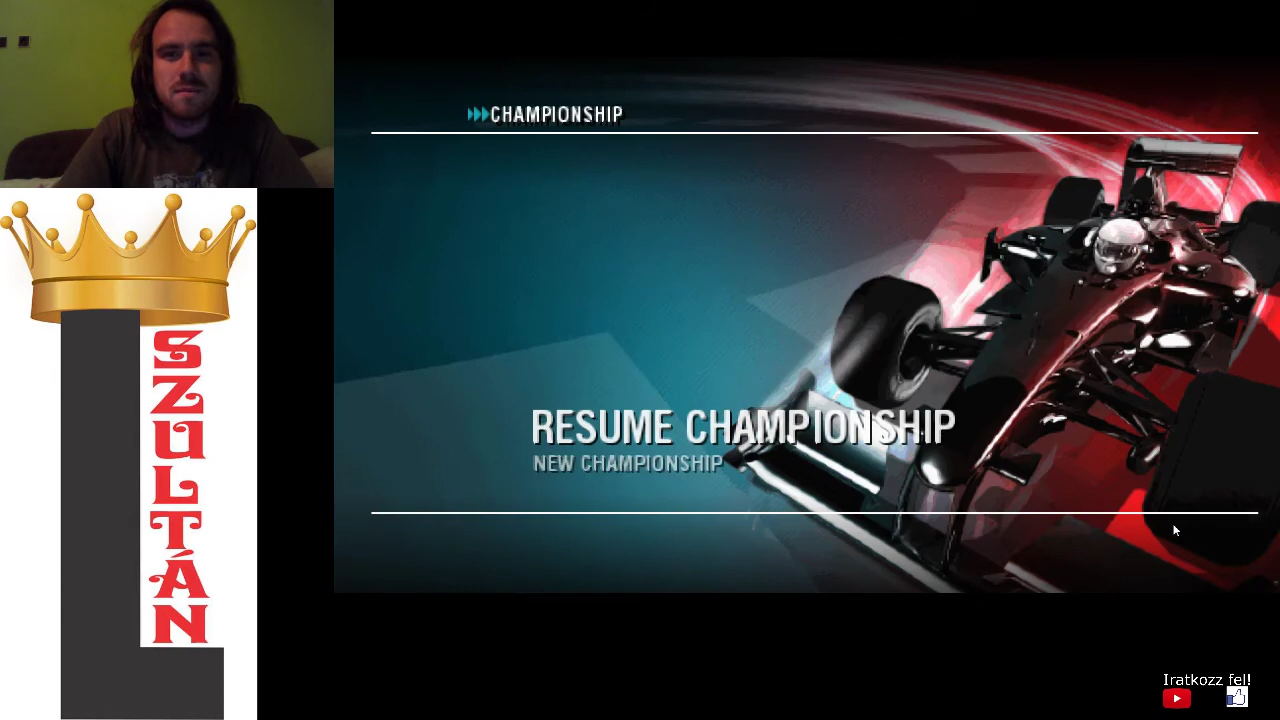 CHAMPIONSHIP
RESUME CHAMPIONSHIP
NEW CHAMPIONSHIP
L
SZULTÁN
Iratkozz fel!